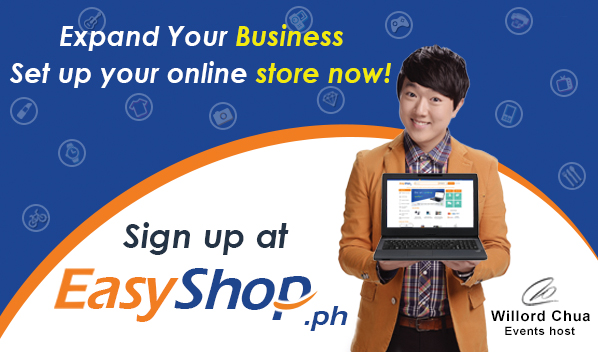 Expand Your Business
Set up your online store now!
Sign up at
EasyShop.ph
Willord Chua
Events host